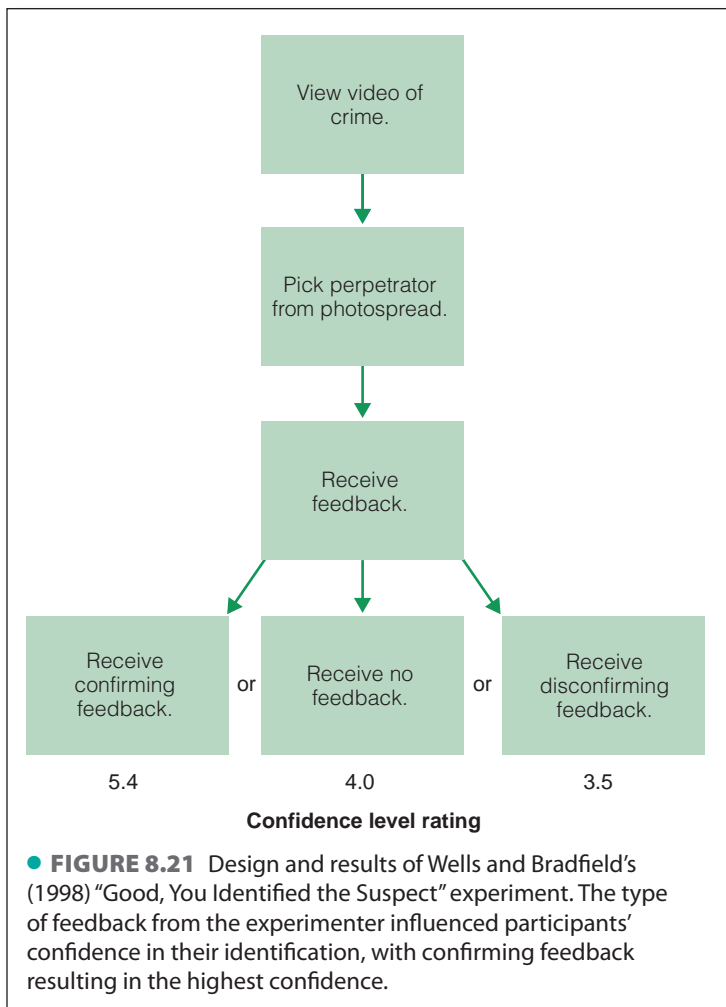 View video of
crime.
Pick perpetrator
from photospread.
Receive
feedback.
Receive
confirming
feedback.
or
Receive no
feedback.
or
Receive
disconfirming
feedback.
5.4
4.0
3.5
Confidence level rating
● FIGURE 8.21 Design and results of Wells and Bradfield’s
(1998) “Good, You Identified the Suspect” experiment. The type
of feedback from the experimenter influenced participants’
confidence in their identification, with confirming feedback
resulting in the highest confidence.